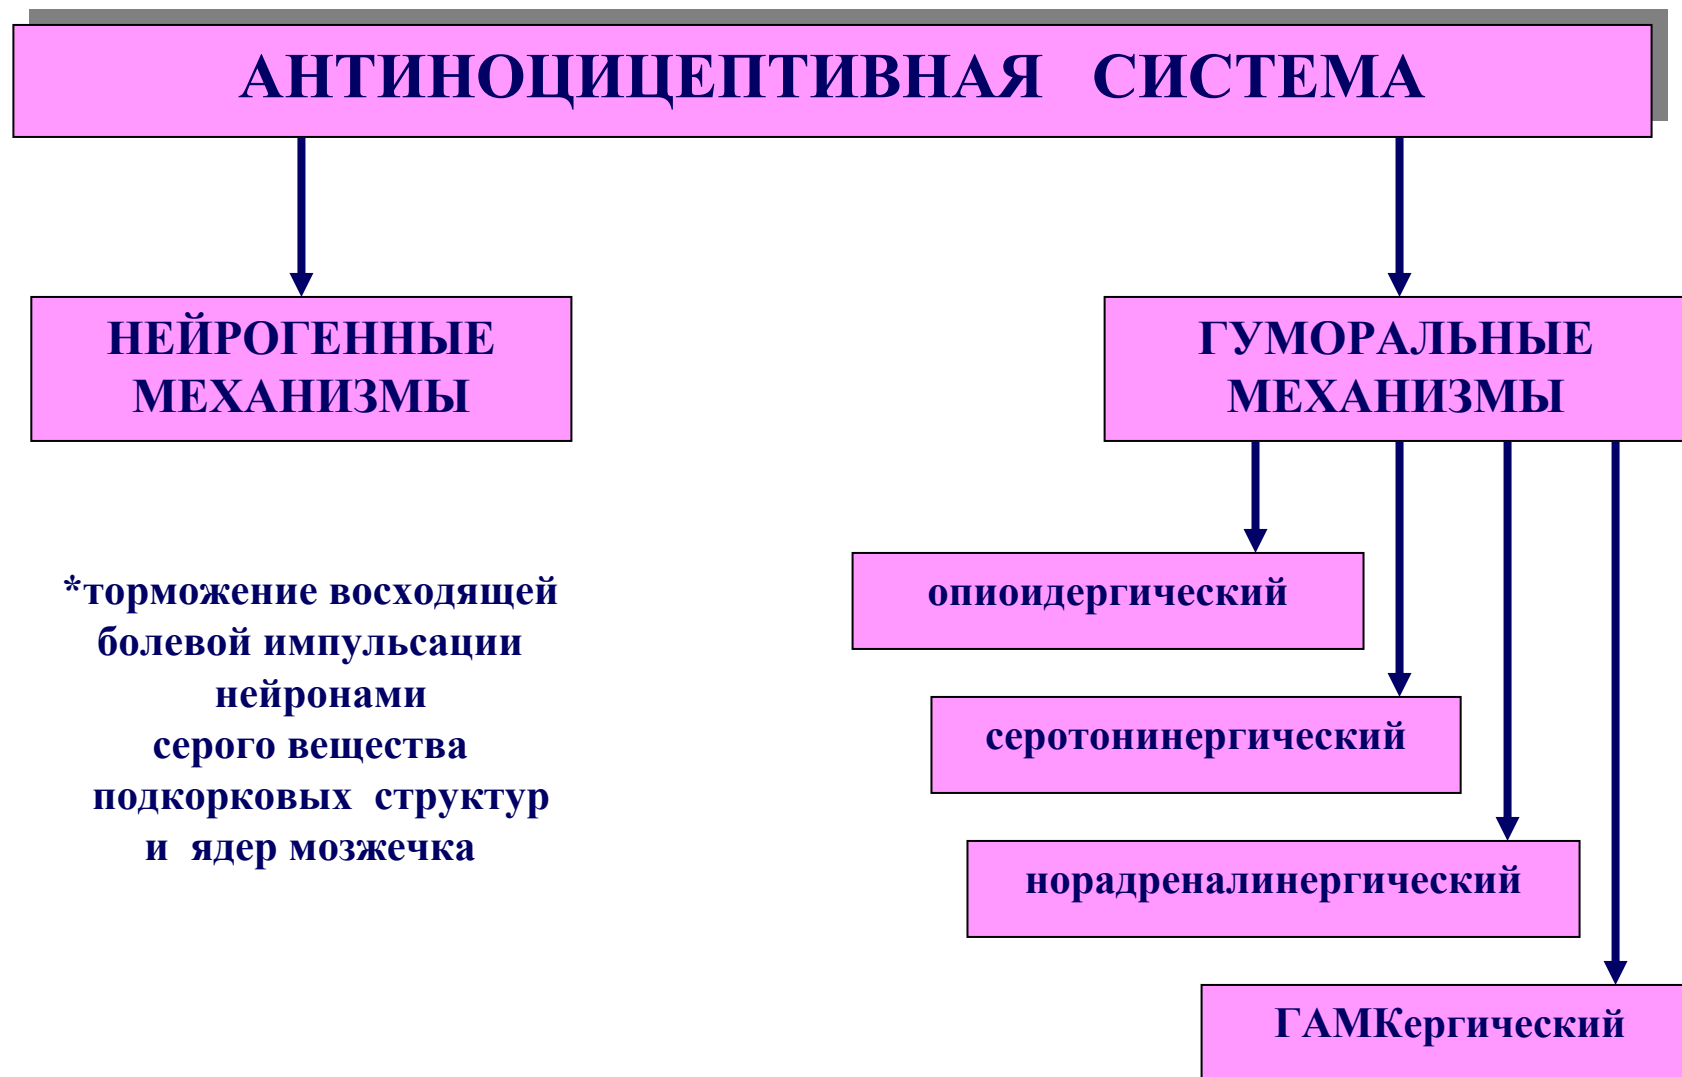 АНТИНОЦИЦЕПТИВНАЯ СИСТЕМА
НЕЙРОГЕННЫЕ
МЕХАНИЗМЫ
*торможение восходящей
болевой импульсации
нейронами
серого вещества
подкорковых структур
и ядер мозжечка
ГУМОРАЛЬНЫЕ
МЕХАНИЗМЫ
опиоидергический
серотонинергический
норадреналинергический
ГАМКергический